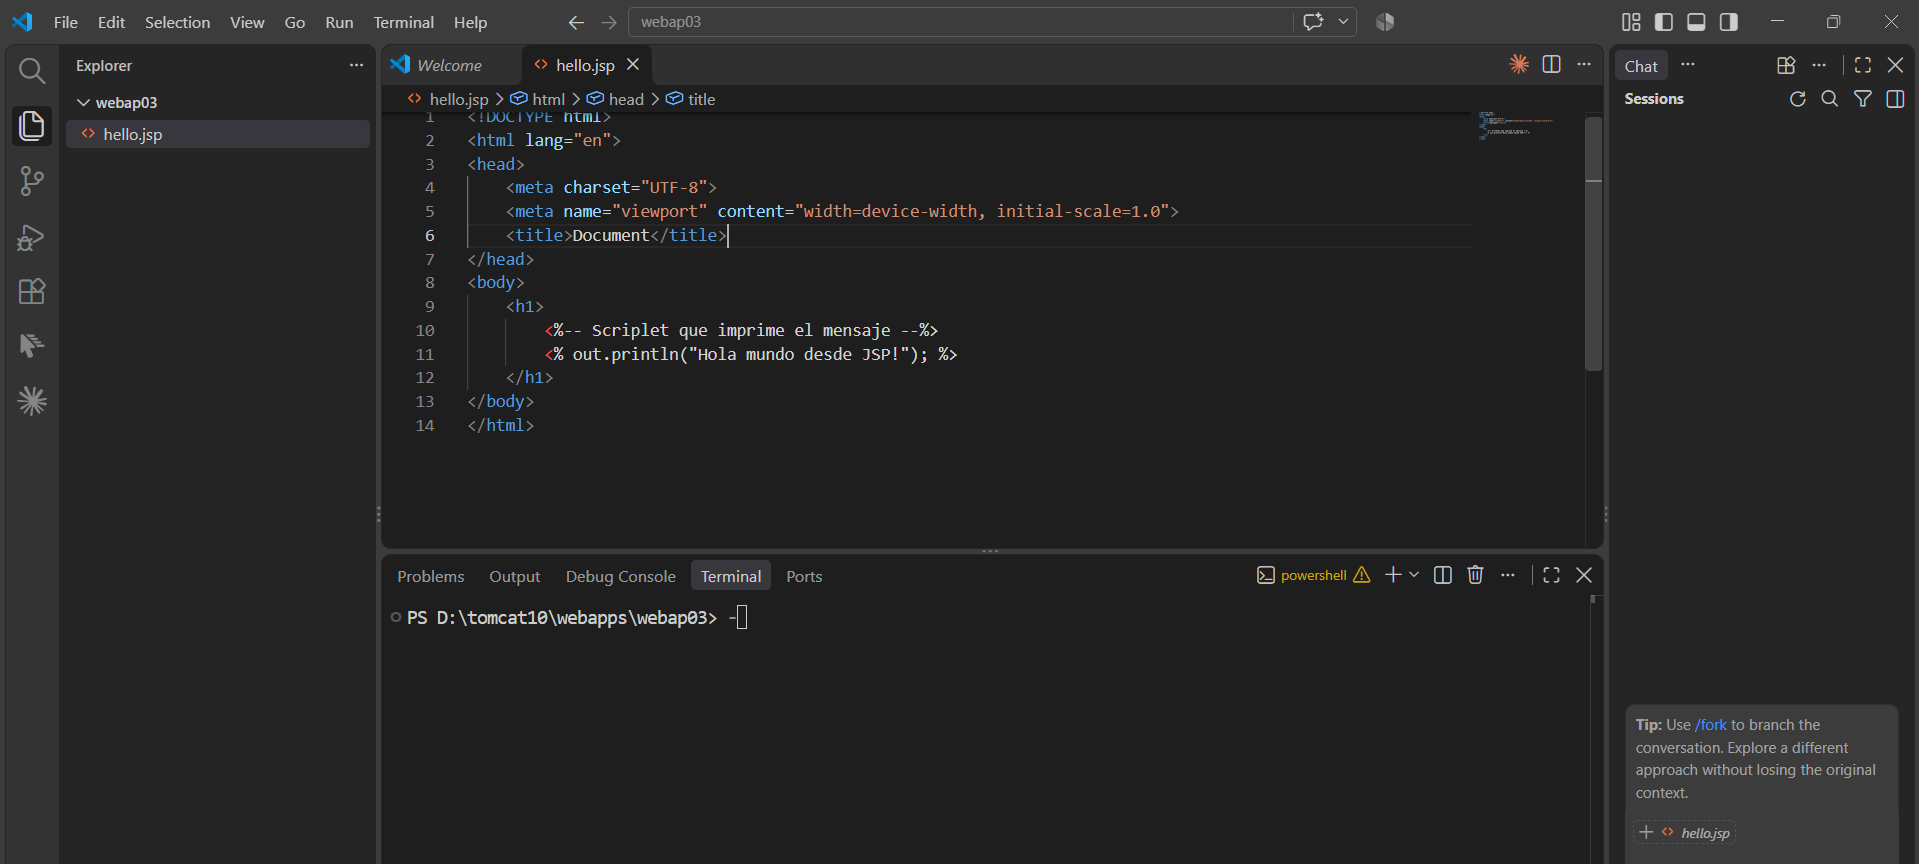 File Edit Selection View Go Run Terminal Help webap03
Explorer
webap03
hello.jsp
Welcome hello.jsp
hello.jsp > html > head > title
1 <!DOCTYPE html>
2 <html lang="en">
3 <head>
4 <meta charset="UTF-8">
5 <meta name="viewport" content="width=device-width, initial-scale=1.0">
6 <title>Document</title>
7 </head>
8 <body>
9 <h1>
10 <%-- Scriplet que imprime el mensaje --%>
11 <% out.println("Hola mundo desde JSP!"); %>
12 </h1>
13 </body>
14 </html>
Problems Output Debug Console Terminal Ports powershell
PS D:\tomcat10\webapps\webap03> -
Chat
Sessions
Tip: Use /fork to branch the
conversation. Explore a different
approach without losing the original
context.
hello.jsp